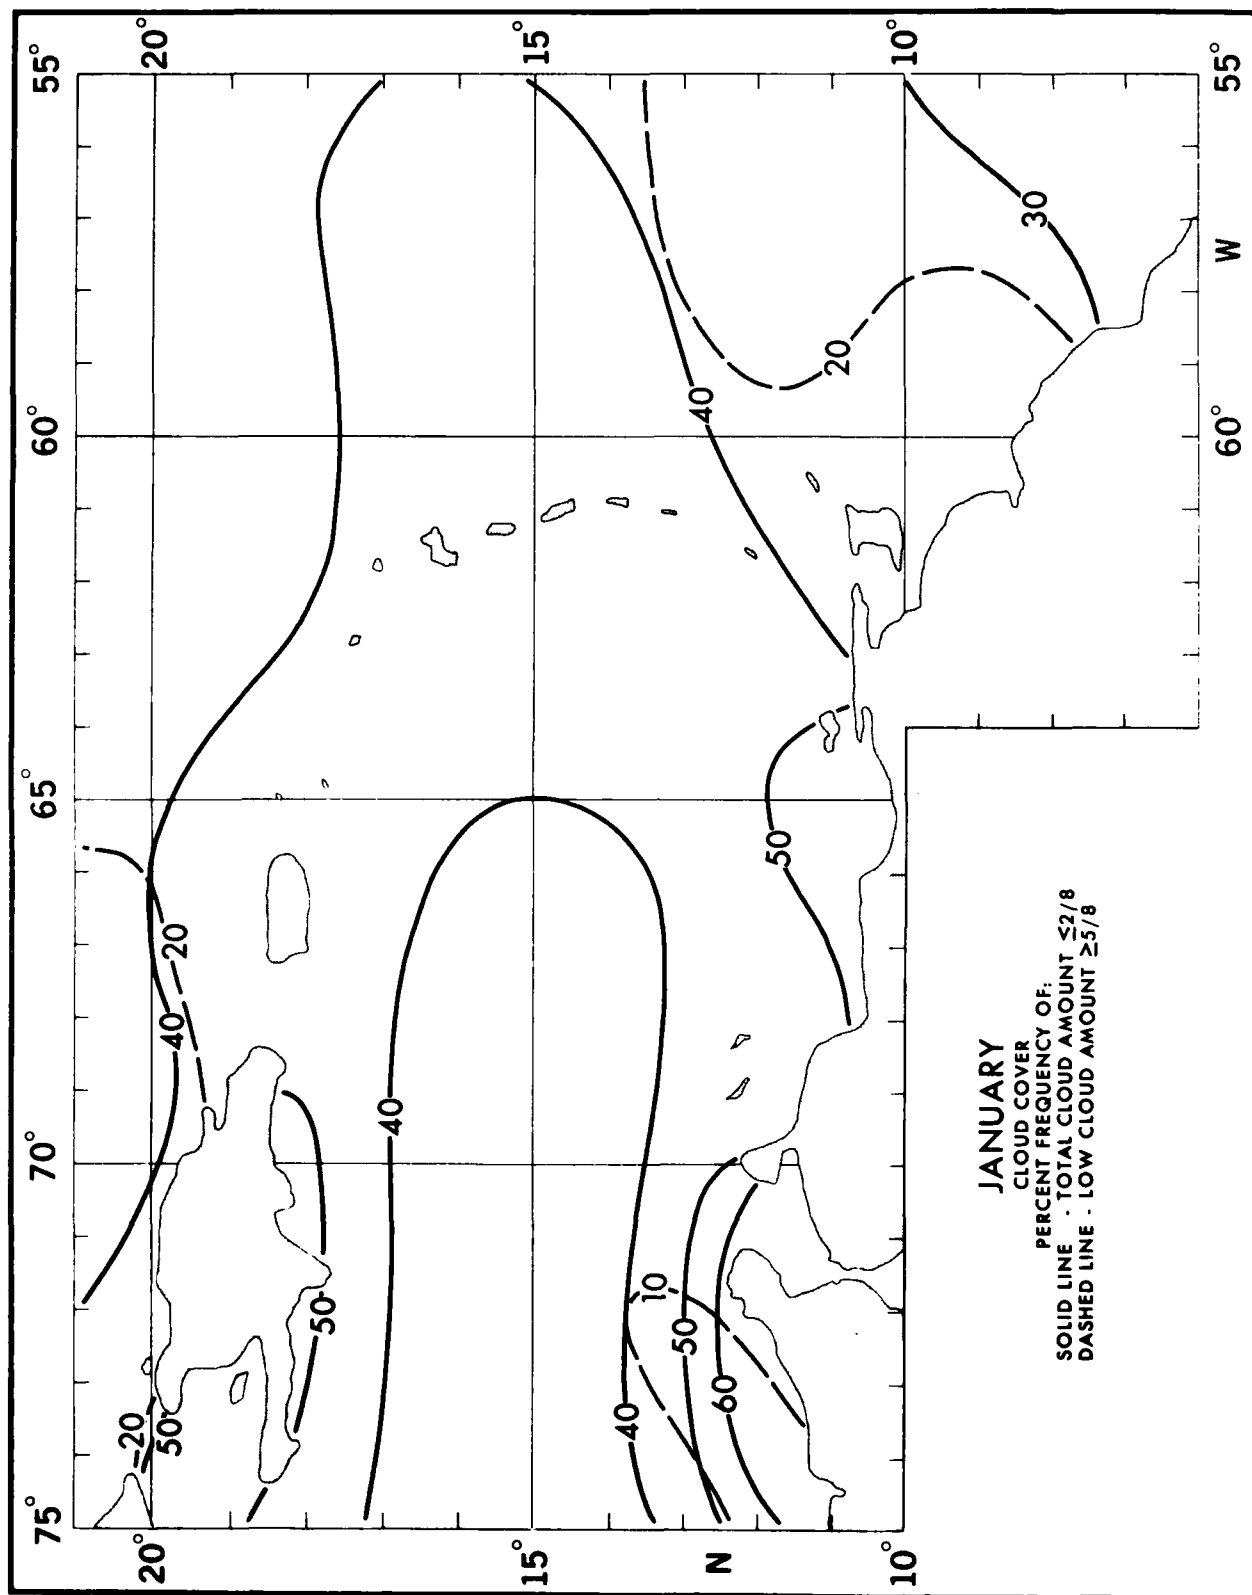 75° 70° 65° 60° 55°
20
20° 20°
50 40 20
50
40
15° 15°
40
10
50 40
N 60
50
20
10° 10°
JANUARY
CLOUD COVER
30
PERCENT FREQUENCY OF:
SOLID LINE - TOTAL CLOUD AMOUNT ≤2/8
DASHED LINE - LOW CLOUD AMOUNT ≥5/8
60° W 55°